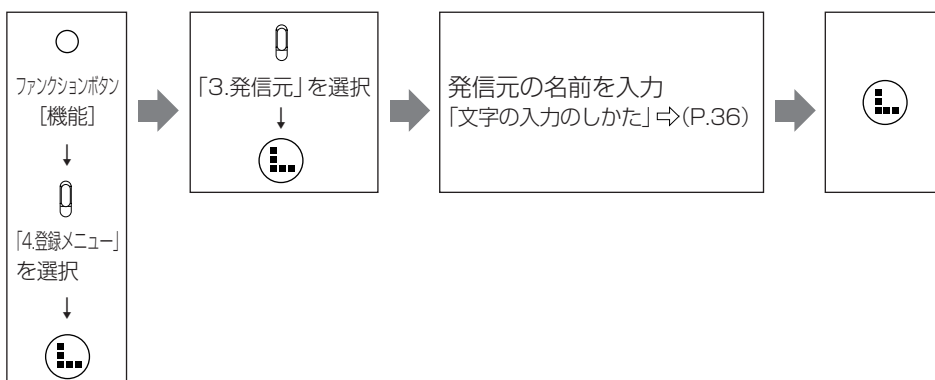 ファンクションボタン
[機能]
↓
「4.登録メニュー」
を選択
↓
「3.発信元」を選択
↓
発信元の名前を入力
「文字の入力のしかた」⇨(P.36)